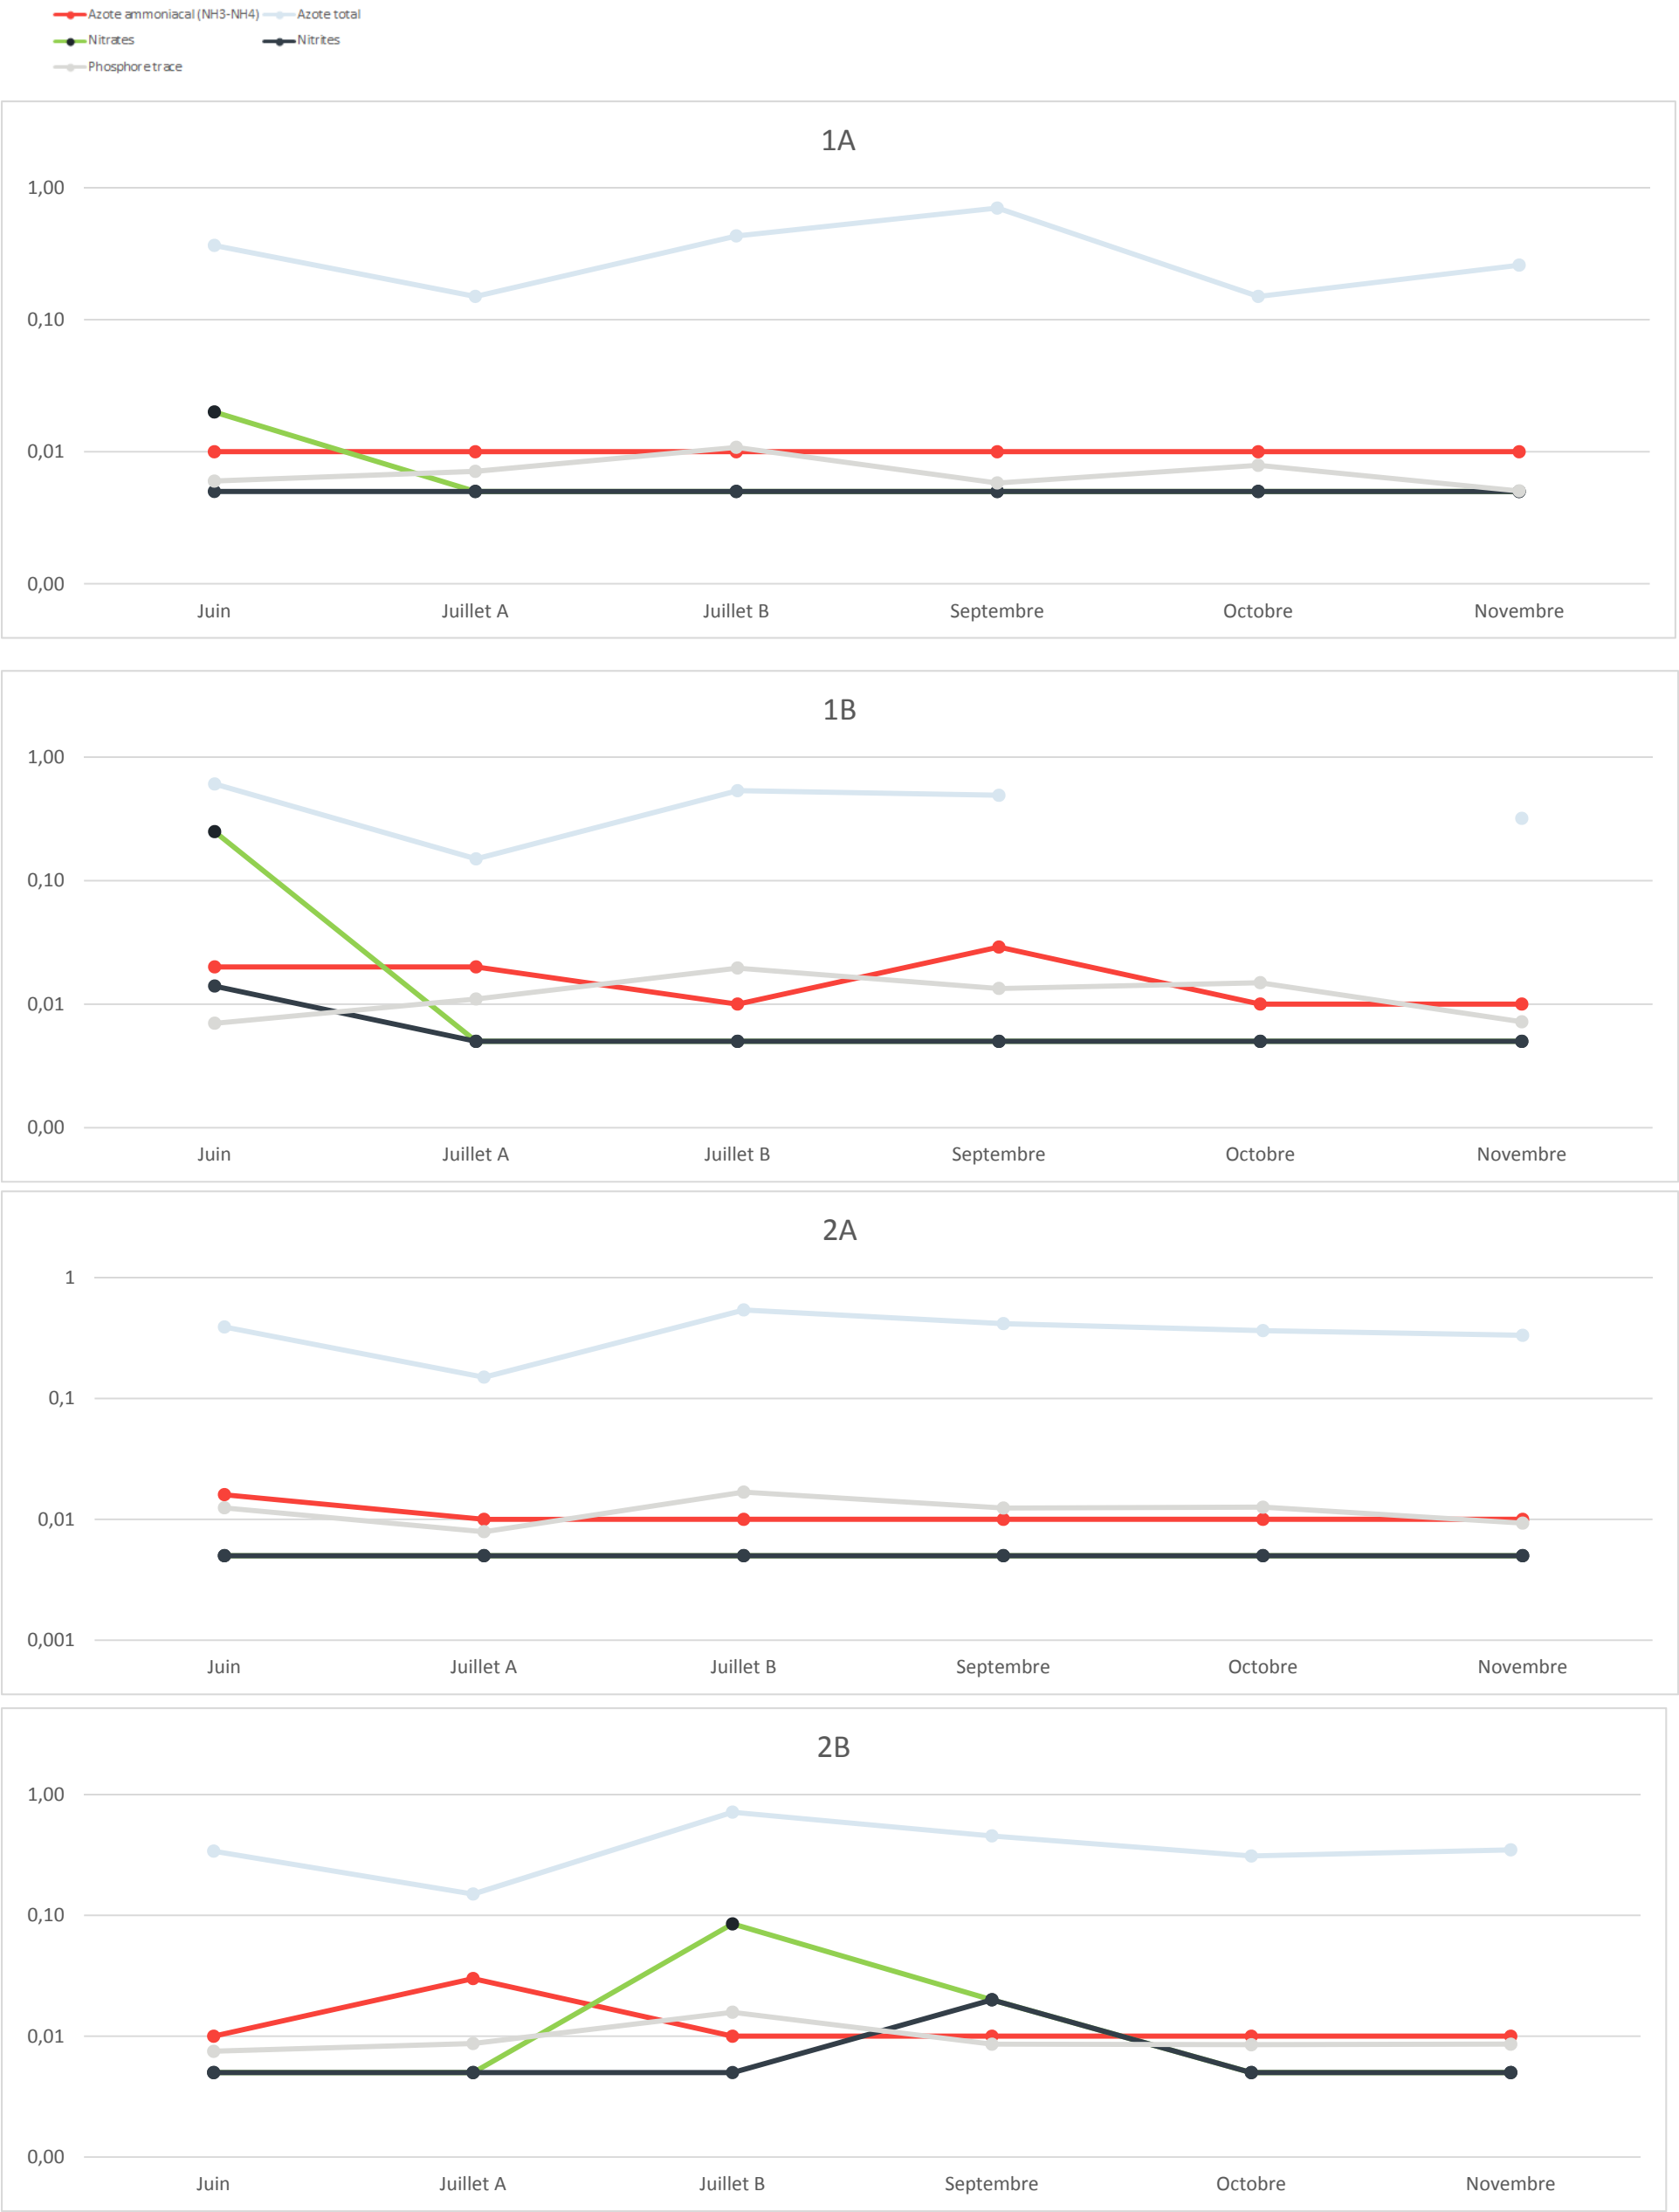 Azote ammoniacal (NH3-NH4) Azote total
Nitrates Nitrites
Phosphore trace
1A
1,00
0,10
0,01
0,00
Juin Juillet A Juillet B Septembre Octobre Novembre
1B
1,00
0,10
0,01
0,00
Juin Juillet A Juillet B Septembre Octobre Novembre
2A
1
0,1
0,01
0,001
Juin Juillet A Juillet B Septembre Octobre Novembre
2B
1,00
0,10
0,01
0,00
Juin Juillet A Juillet B Septembre Octobre Novembre